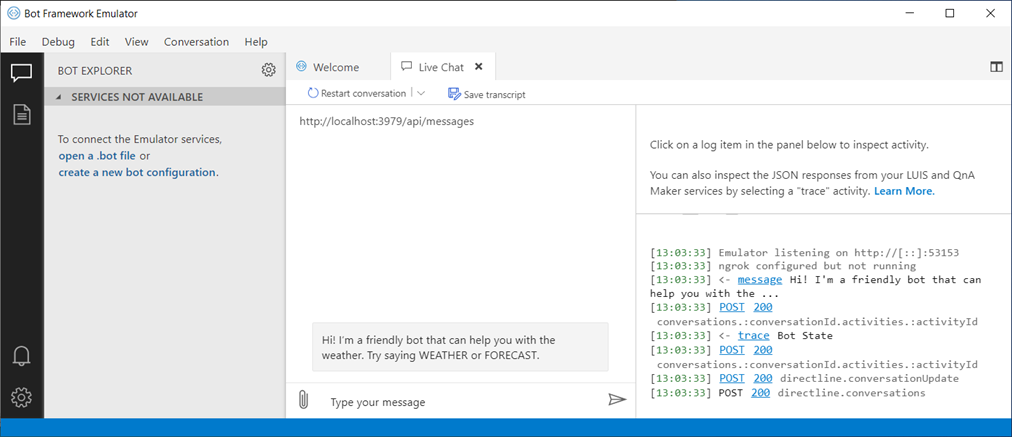 Bot Framework Emulator
File Debug Edit View Conversation Help
BOT EXPLORER
SERVICES NOT AVAILABLE
To connect the Emulator services,
open a .bot file or
create a new bot configuration.
Welcome
Live Chat
Restart conversation
Save transcript
http://localhost:3979/api/messages
Hi! I'm a friendly bot that can help you with the
weather. Try saying WEATHER or FORECAST.
Type your message
Click on a log item in the panel below to inspect activity.
You can also inspect the JSON responses from your LUIS and QnA
Maker services by selecting a "trace" activity. Learn More.
[13:03:33] Emulator listening on http://[::]:53153
[13:03:33] ngrok configured but not running
[13:03:33] <- message Hi! I'm a friendly bot that can
help you with the ...
[13:03:33] POST 200
conversations.:conversationId.activities.:activityId
[13:03:33] <- trace Bot State
[13:03:33] POST 200
conversations.:conversationId.activities.:activityId
[13:03:33] POST 200 directline.conversationUpdate
[13:03:33] POST 200 directline.conversations